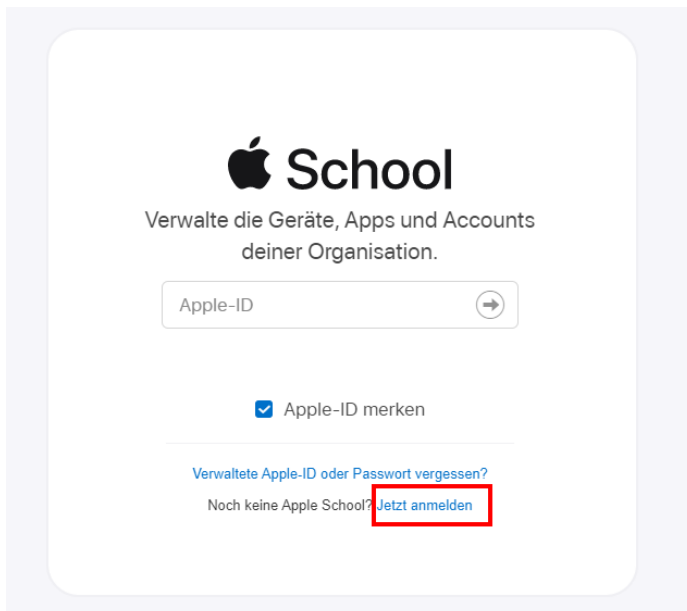 School
Verwalte die Geräte, Apps und Accounts
deiner Organisation.
Apple-ID
Apple-ID merken
Verwaltete Apple-ID oder Passwort vergessen?
Noch keine Apple School? Jetzt anmelden